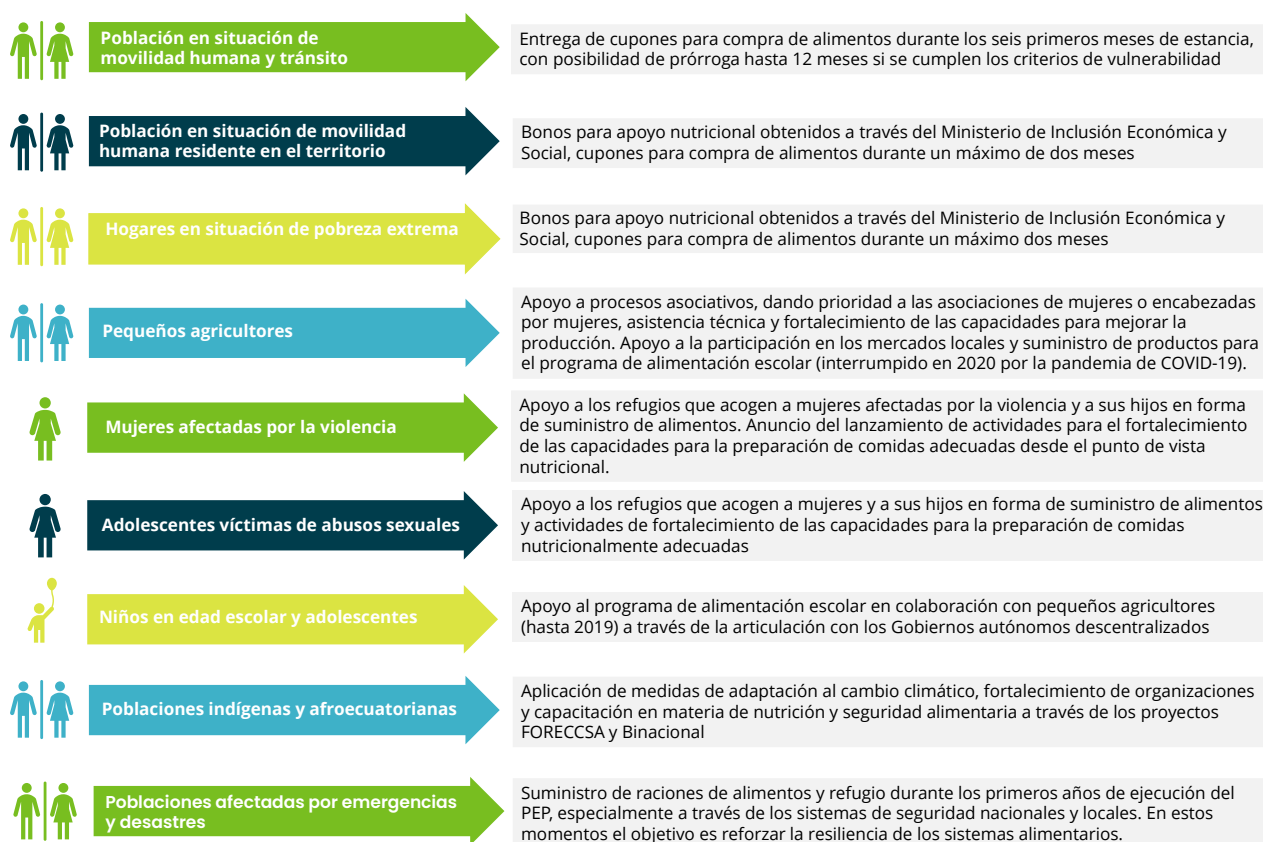 Población en situación de
movilidad humana y tránsito
Entrega de cupones para compra de alimentos durante los seis primeros meses de estancia,
con posibilidad de prórroga hasta 12 meses si se cumplen los criterios de vulnerabilidad
Población en situación de movilidad
humana residente en el territorio
Bonos para apoyo nutricional obtenidos a través del Ministerio de Inclusión Económica y
Social, cupones para compra de alimentos durante un máximo de dos meses
Hogares en situación de pobreza extrema
Bonos para apoyo nutricional obtenidos a través del Ministerio de Inclusión Económica y
Social, cupones para compra de alimentos durante un máximo dos meses
Pequeños agricultores
Apoyo a procesos asociativos, dando prioridad a las asociaciones de mujeres o encabezadas
por mujeres, asistencia técnica y fortalecimiento de las capacidades para mejorar la
producción. Apoyo a la participación en los mercados locales y suministro de productos para
el programa de alimentación escolar (interrumpido en 2020 por la pandemia de COVID-19).
Mujeres afectadas por la violencia
Apoyo a los refugios que acogen a mujeres afectadas por la violencia y a sus hijos en forma
de suministro de alimentos. Anuncio del lanzamiento de actividades para el fortalecimiento
de las capacidades para la preparación de comidas adecuadas desde el punto de vista
nutricional.
Adolescentes víctimas de abusos sexuales
Apoyo a los refugios que acogen a mujeres y a sus hijos en forma de suministro de alimentos
y actividades de fortalecimiento de las capacidades para la preparación de comidas
nutricionalmente adecuadas
Niños en edad escolar y adolescentes
Apoyo al programa de alimentación escolar en colaboración con pequeños agricultores
(hasta 2019) a través de la articulación con los Gobiernos autónomos descentralizados
Poblaciones indígenas y afroecuatorianas
Aplicación de medidas de adaptación al cambio climático, fortalecimiento de organizaciones
y capacitación en materia de nutrición y seguridad alimentaria a través de los proyectos
FORECCSA y Binacional
Poblaciones afectadas por emergencias
y desastres
Suministro de raciones de alimentos y refugio durante los primeros años de ejecución del
PEP, especialmente a través de los sistemas de seguridad nacionales y locales. En estos
momentos el objetivo es reforzar la resiliencia de los sistemas alimentarios.